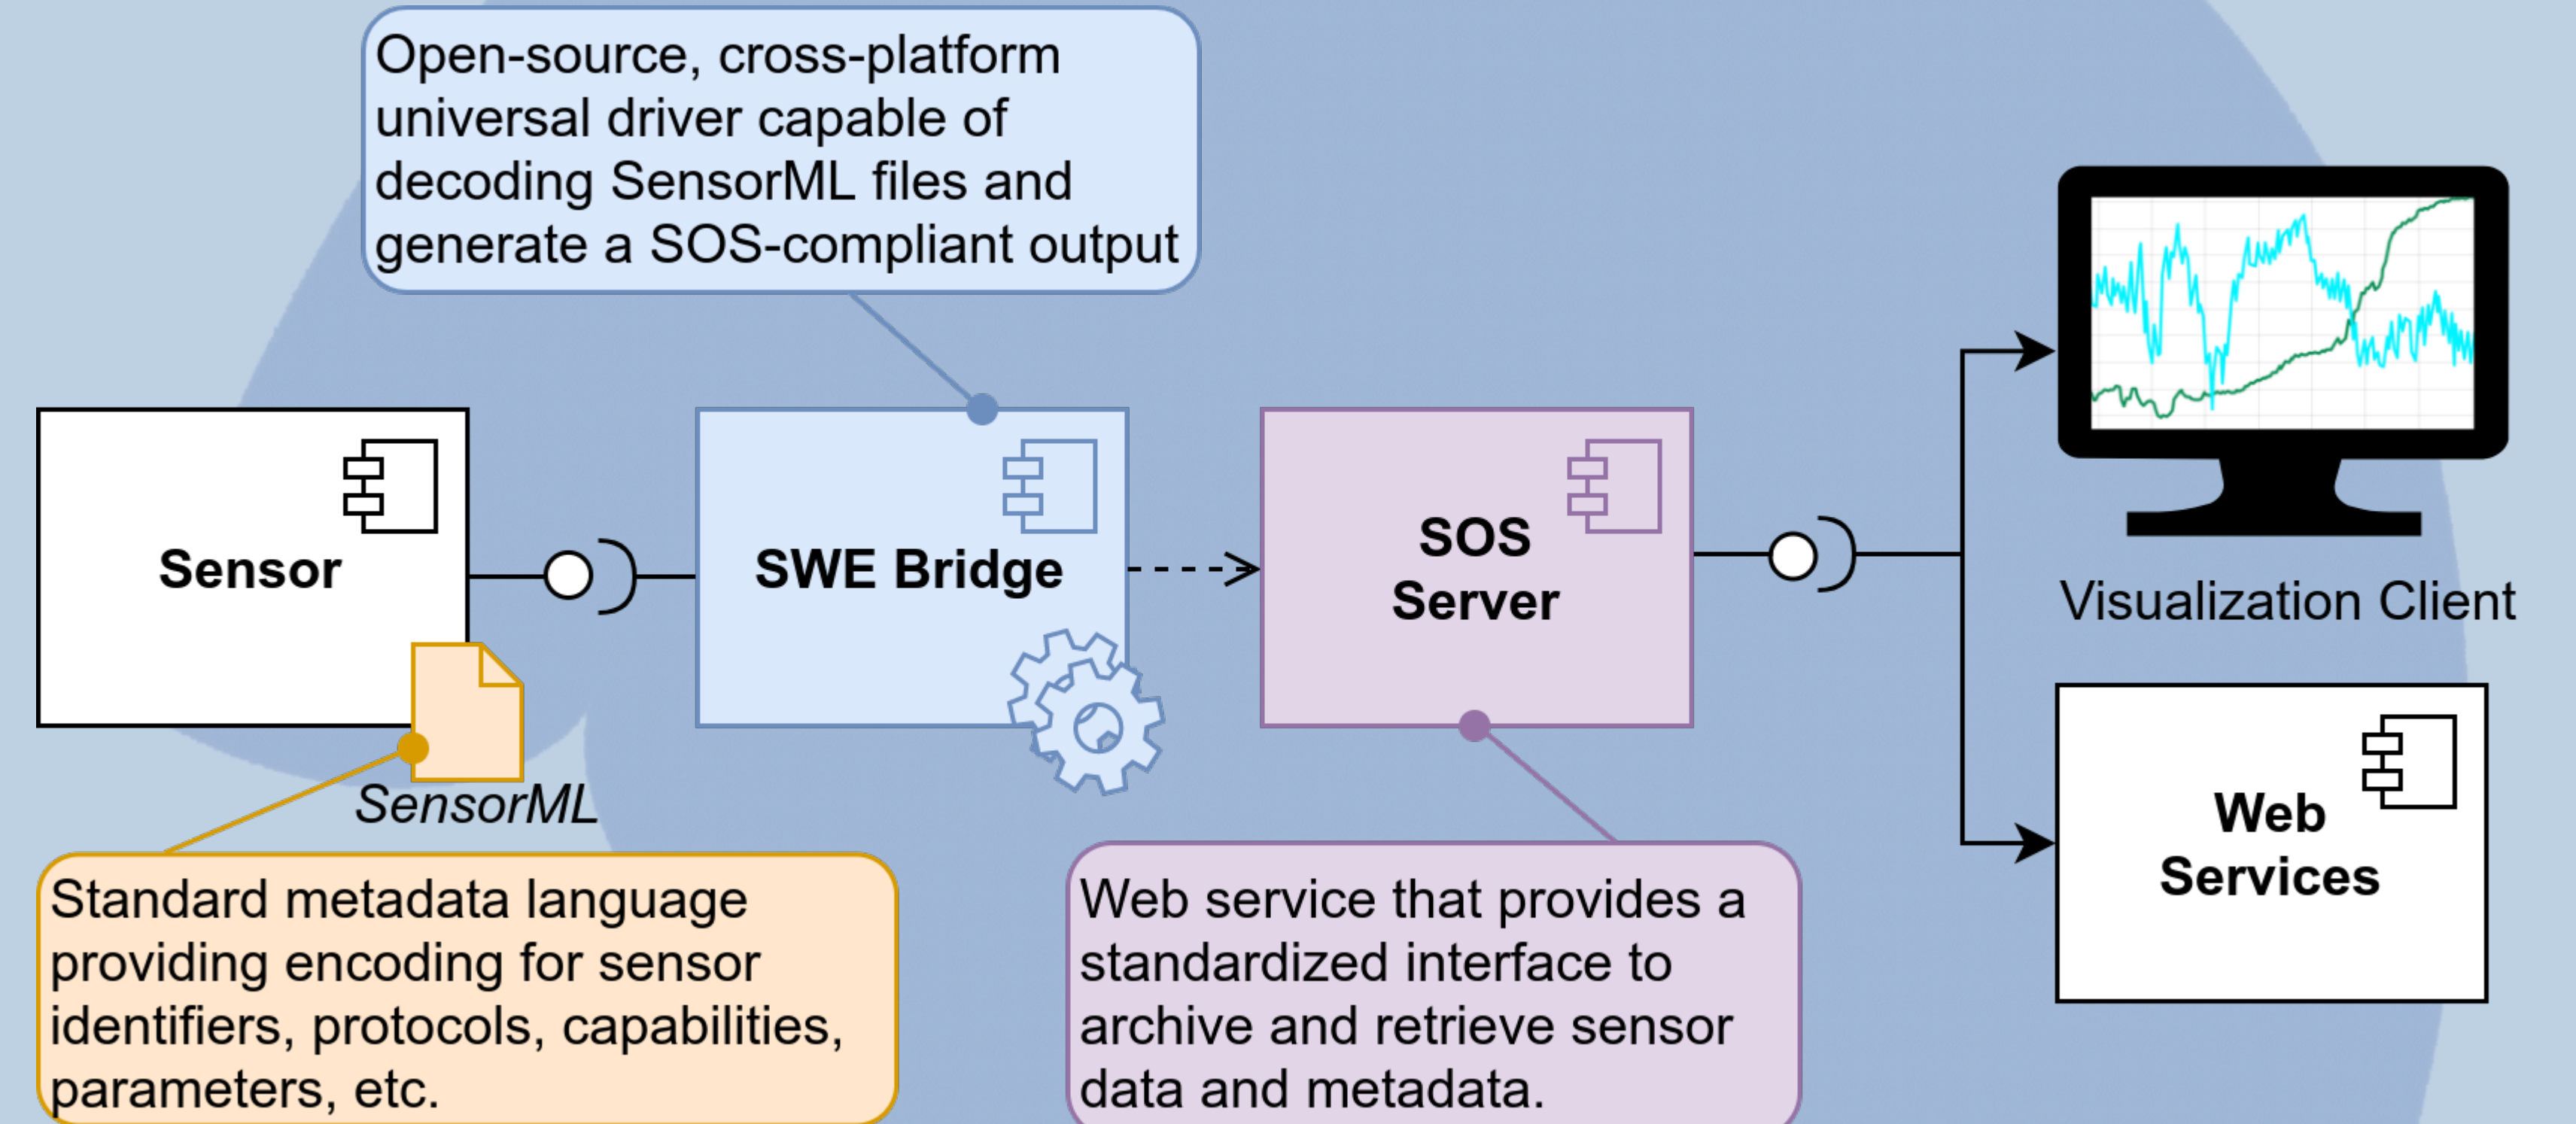 Open-source, cross-platform
universal driver capable of
decoding SensorML files and
generate a SOS-compliant output
Sensor
SWE Bridge
SOS
Server
Visualization Client
SensorML
Web
Services
Standard metadata language
providing encoding for sensor
identifiers, protocols, capabilities,
parameters, etc.
Web service that provides a
standardized interface to
archive and retrieve sensor
data and metadata.